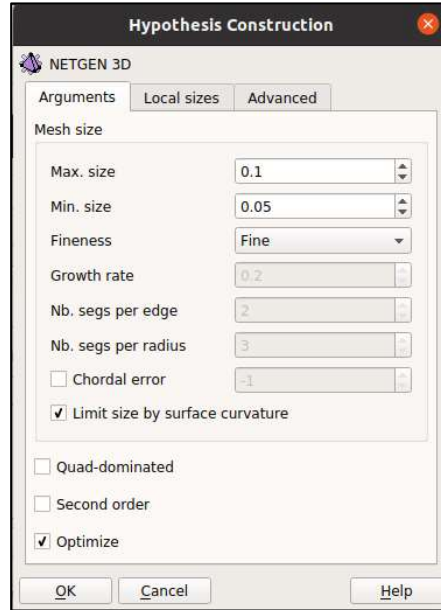 Hypothesis Construction
NETGEN 3D
Arguments Local sizes Advanced
Mesh size
Max. size 0.1
Min. size 0.05
Fineness Fine
Growth rate 0.2
Nb. segs per edge 2
Nb. segs per radius 3
Chordal error -1
Limit size by surface curvature
Quad-dominated
Second order
Optimize
OK Cancel Help